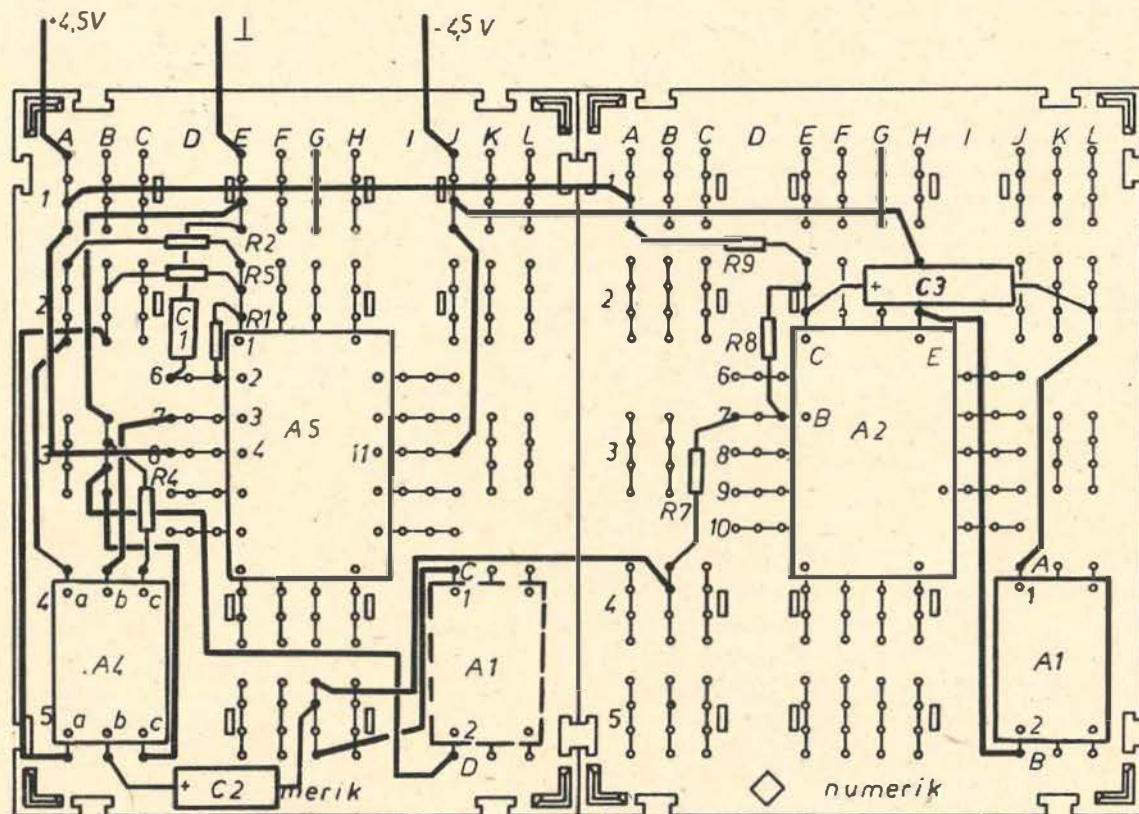 +4,5V ⊥ -4,5 V
A B C D E F G H I J K L A B C D E F G H I J K L
1 1
R2 R9
R5
2 C1 R1 2 + C3
R8
1 C E
6 2 6
7 3 A5 7 B A2
3 8 4 11 3 8
R4 R7 9
10
C A
4 a b c 1 4 1
A4 A1 A1
5 a b c 2 5 2
D B
+ C2 merik numerik